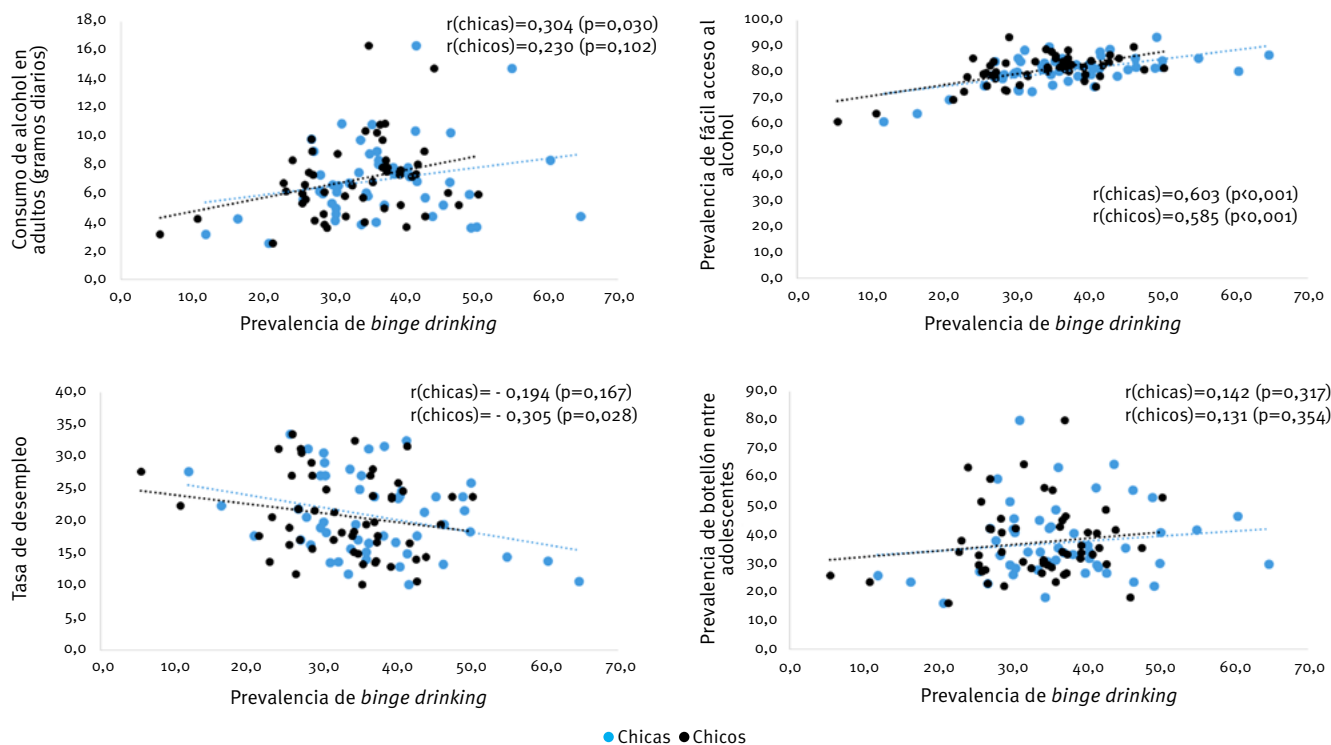 Consumo de alcohol en
adultos (gramos diarios)
18,0
16,0
14,0
12,0
10,0
8,0
6,0
4,0
2,0
0,0
r(chicas)=0,304 (p=0,030)
r(chicos)=0,230 (p=0,102)
0,0 10,0 20,0 30,0 40,0 50,0 60,0 70,0
Prevalencia de binge drinking
Prevalencia de fácil acceso al
alcohol
100,0
90,0
80,0
70,0
60,0
50,0
40,0
30,0
20,0
10,0
0,0
r(chicas)=0,603 (p<0,001)
r(chicos)=0,585 (p<0,001)
0,0 10,0 20,0 30,0 40,0 50,0 60,0 70,0
Prevalencia de binge drinking
Tasa de desempleo
40,0
35,0
30,0
25,0
20,0
15,0
10,0
5,0
0,0
r(chicas)= - 0,194 (p=0,167)
r(chicos)= - 0,305 (p=0,028)
0,0 10,0 20,0 30,0 40,0 50,0 60,0 70,0
Prevalencia de binge drinking
Prevalencia de botellón entre
adolescentes
90,0
80,0
70,0
60,0
50,0
40,0
30,0
20,0
10,0
0,0
r(chicas)=0,142 (p=0,317)
r(chicos)=0,131 (p=0,354)
0,0 10,0 20,0 30,0 40,0 50,0 60,0 70,0
Prevalencia de binge drinking
Chicas Chicos